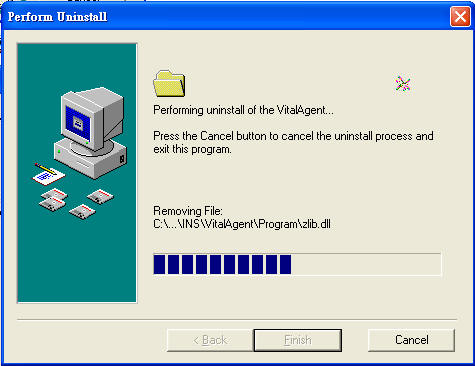 Perform Uninstall
Performing uninstall of the VitalAgent...
Press the Cancel button to cancel the uninstall process and
exit this program.
Removing File:
C:\...\INS\VitalAgent\Program\zlib.dll
< Back
Finish
Cancel